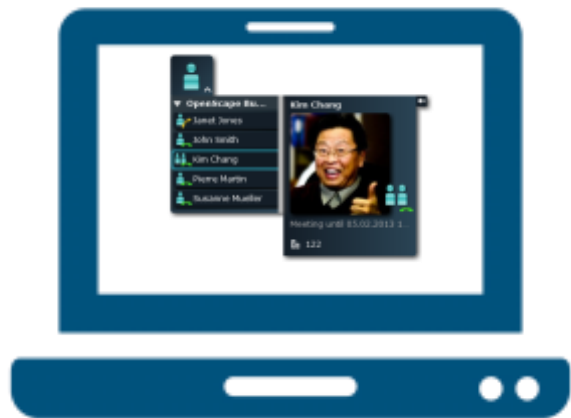 OpenScape Bu...
Janet Jones
John Smith
Kim Chang
Pierre Martin
Susanne Mueller
Kim Chang
Meeting until 05.02.2013 1...
122